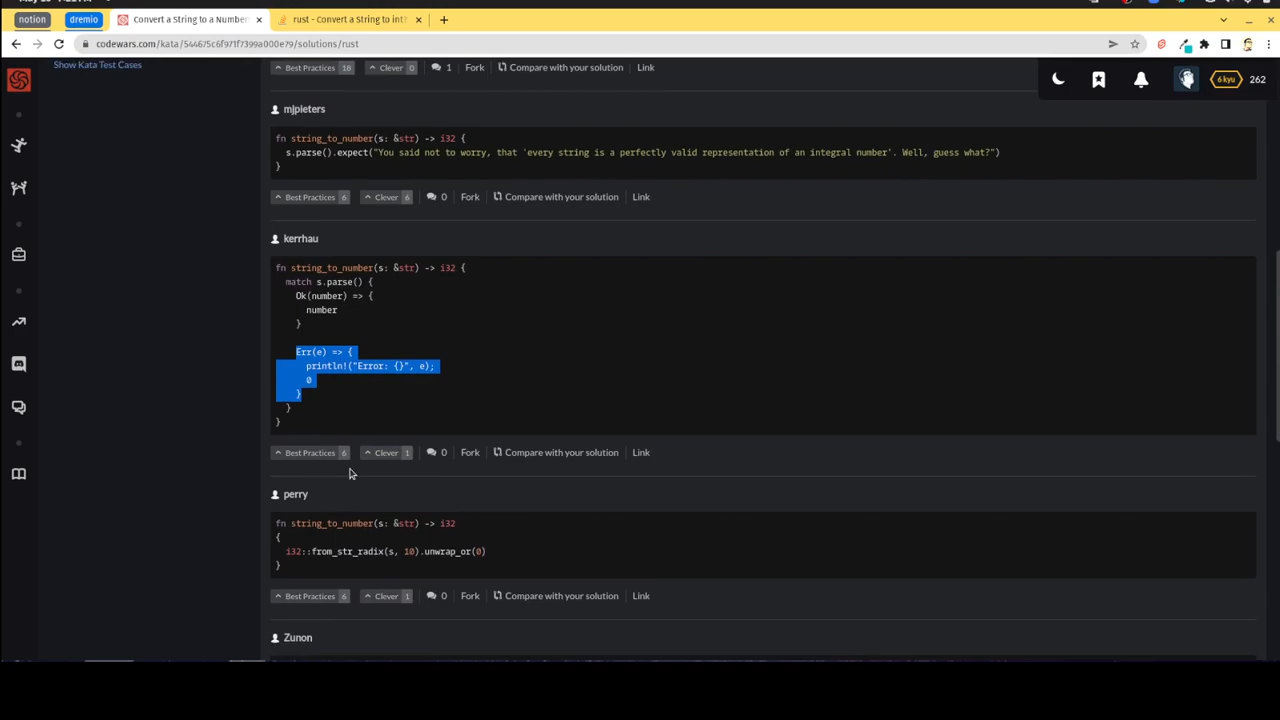 notion
dremio
Convert a String to a Number
rust - Convert a String to int?
codewars.com/kata/544675c6f971f7399a000e79/solutions/rust
Show Kata Test Cases
6 kyu
262
Best Practices 18
Clever 0
1
Fork
Compare with your solution
Link
mjpieters
fn string_to_number(s: &str) -> i32 {
s.parse().expect("You said not to worry, that 'every string is a perfectly valid representation of an integral number'. Well, guess what?")
}
Best Practices 6
Clever 6
0
Fork
Compare with your solution
Link
kerrhau
fn string_to_number(s: &str) -> i32 {
match s.parse() {
Ok(number) => {
number
}
Err(e) => {
println!("Error: {}", e);
0
}
}
}
Best Practices 6
Clever 1
0
Fork
Compare with your solution
Link
perry
fn string_to_number(s: &str) -> i32
{
i32::from_str_radix(s, 10).unwrap_or(0)
}
Best Practices 6
Clever 1
0
Fork
Compare with your solution
Link
Zunon